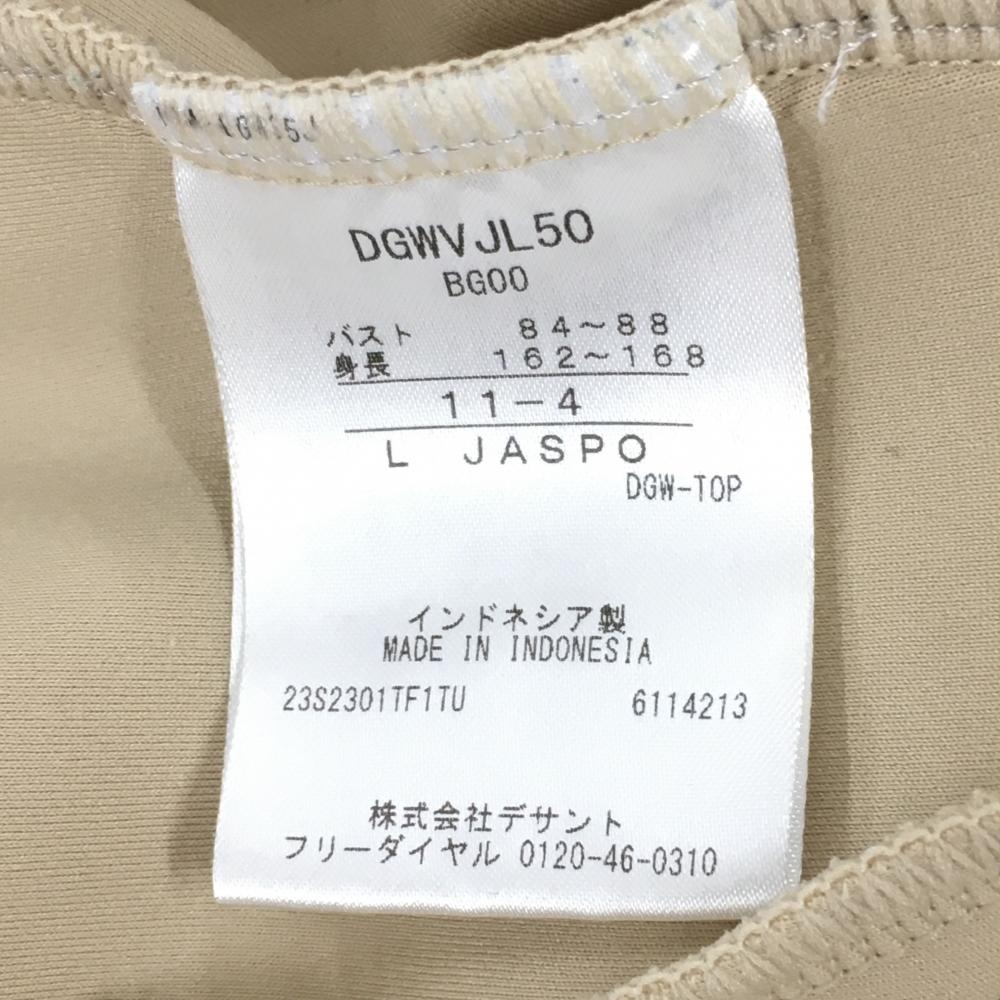 DGWVJL50
BG00
バスト 84～88
身長 162～168
11-4
L JASPO
DGW-TOP
インドネシア製
MADE IN INDONESIA
23S2301TF1TU 6114213
株式会社デサント
フリーダイヤル 0120-46-0310